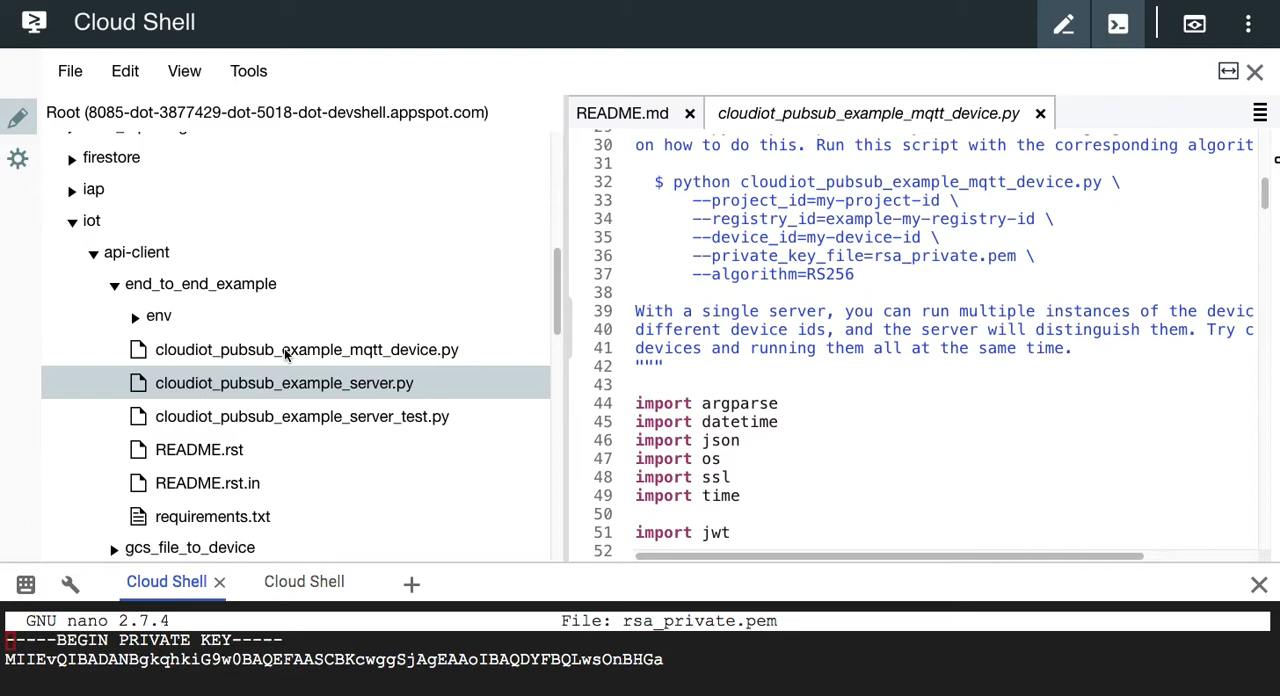 Cloud Shell
File Edit View Tools
Root (8085-dot-3877429-dot-5018-dot-devshell.appspot.com)
firestore
iap
iot
api-client
end_to_end_example
env
cloudiot_pubsub_example_mqtt_device.py
cloudiot_pubsub_example_server.py
cloudiot_pubsub_example_server_test.py
README.rst
README.rst.in
requirements.txt
gcs_file_to_device
README.md × cloudiot_pubsub_example_mqtt_device.py ×
29
30 on how to do this. Run this script with the corresponding algorit
31
32 $ python cloudiot_pubsub_example_mqtt_device.py \
33 --project_id=my-project-id \
34 --registry_id=example-my-registry-id \
35 --device_id=my-device-id \
36 --private_key_file=rsa_private.pem \
37 --algorithm=RS256
38
39 With a single server, you can run multiple instances of the devic
40 different device ids, and the server will distinguish them. Try c
41 devices and running them all at the same time.
42 """
43
44 import argparse
45 import datetime
46 import json
47 import os
48 import ssl
49 import time
50
51 import jwt
52
Cloud Shell × Cloud Shell +
GNU nano 2.7.4 File: rsa_private.pem
-----BEGIN PRIVATE KEY-----
MIIEvQIBADANBgkqhkiG9w0BAQEFAASCBKcwggSjAgEAAoIBAQDYFBQLwsOnBHGa